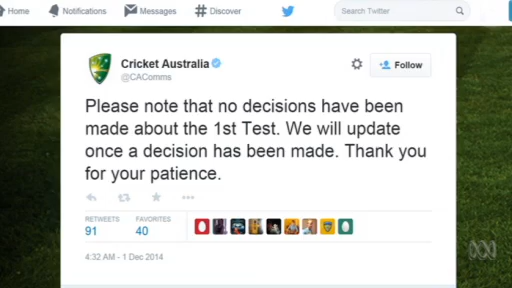 Home Notifications Messages Discover Search Twitter
Cricket Australia
@CAComms
Follow
Please note that no decisions have been
made about the 1st Test. We will update
once a decision has been made. Thank you
for your patience.
RETWEETS FAVORITES
91 40
4:32 AM - 1 Dec 2014